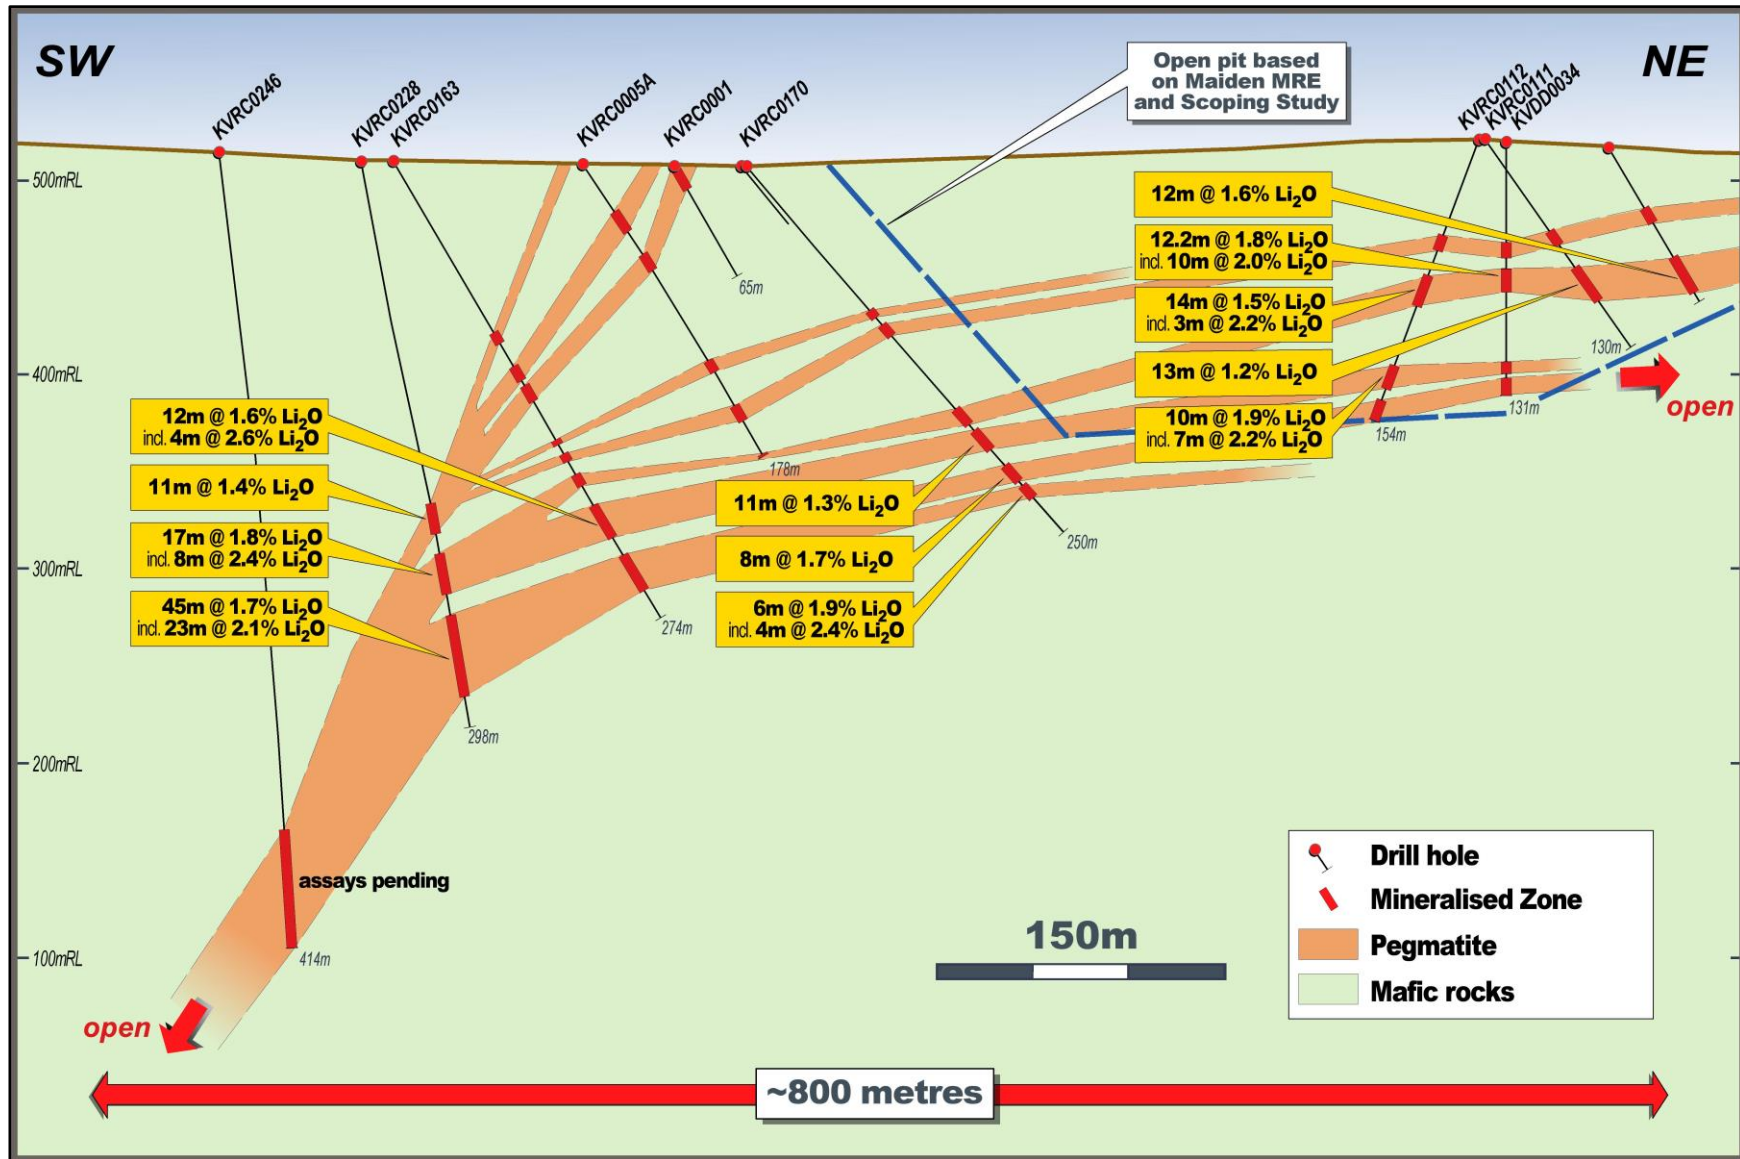 SW
NE
KVRC0246
KVRC0228
KVRC0163
KVRC0005A
KVRC0001
KVRC0170
KVRC0112
KVRC0111
KVDD0034
Open pit based
on Maiden MRE
and Scoping Study
500mRL
400mRL
300mRL
200mRL
100mRL
12m @ 1.6% Li₂O
12.2m @ 1.8% Li₂O
incl. 10m @ 2.0% Li₂O
14m @ 1.5% Li₂O
incl. 3m @ 2.2% Li₂O
13m @ 1.2% Li₂O
10m @ 1.9% Li₂O
incl. 7m @ 2.2% Li₂O
12m @ 1.6% Li₂O
incl. 4m @ 2.6% Li₂O
11m @ 1.4% Li₂O
17m @ 1.8% Li₂O
incl. 8m @ 2.4% Li₂O
45m @ 1.7% Li₂O
incl. 23m @ 2.1% Li₂O
11m @ 1.3% Li₂O
8m @ 1.7% Li₂O
6m @ 1.9% Li₂O
incl. 4m @ 2.4% Li₂O
65m
178m
250m
274m
298m
414m
154m
131m
130m
open
assays pending
open
150m
Drill hole
Mineralised Zone
Pegmatite
Mafic rocks
~800 metres